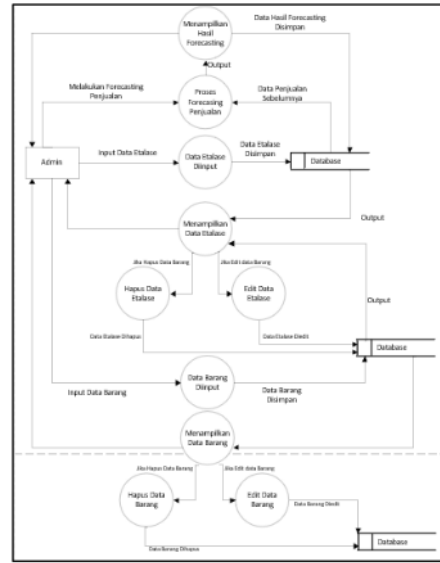 Menampilkan
Hasil
Forecasting
Data Hasil Forecasting
Disimpan
Output
Melakukan Forecasting
Penjualan
Proses
Forecasing
Penjualan
Data Penjualan
Sebelumnya
Admin
Input Data Etalase
Data Etalase
Diinput
Data Etalase
Disimpan
Database
Menampilkan
Data Etalase
Output
Jika Hapus Data Barang
Jika Edit data Barang
Hapus Data
Etalase
Edit Data
Etalase
Output
Data Etalase Dihapus
Data Etalase Diedit
Database
Input Data Barang
Data Barang
Diinput
Data Barang
Disimpan
Menampilkan
Data Barang
Jika Hapus Data Barang
Jika Edit data Barang
Hapus Data
Barang
Edit Data
Barang
Data Barang Diedit
Data Barang Dihapus
Database